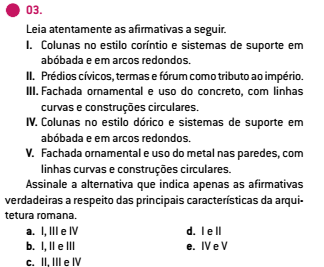 03.
Leia atentamente as afirmativas a seguir.
I. Colunas no estilo coríntio e sistemas de suporte em
abóbada e em arcos redondos.
II. Prédios cívicos, termas e fórum como tributo ao império.
III. Fachada ornamental e uso do concreto, com linhas
curvas e construções circulares.
IV. Colunas no estilo dórico e sistemas de suporte em
abóbada e em arcos redondos.
V. Fachada ornamental e uso do metal nas paredes, com
linhas curvas e construções circulares.
Assinale a alternativa que indica apenas as afirmativas
verdadeiras a respeito das principais características da arqui-
tetura romana.
a. I, III e IV
b. I, II e III
c. II, III e IV
d. I e II
e. IV e V